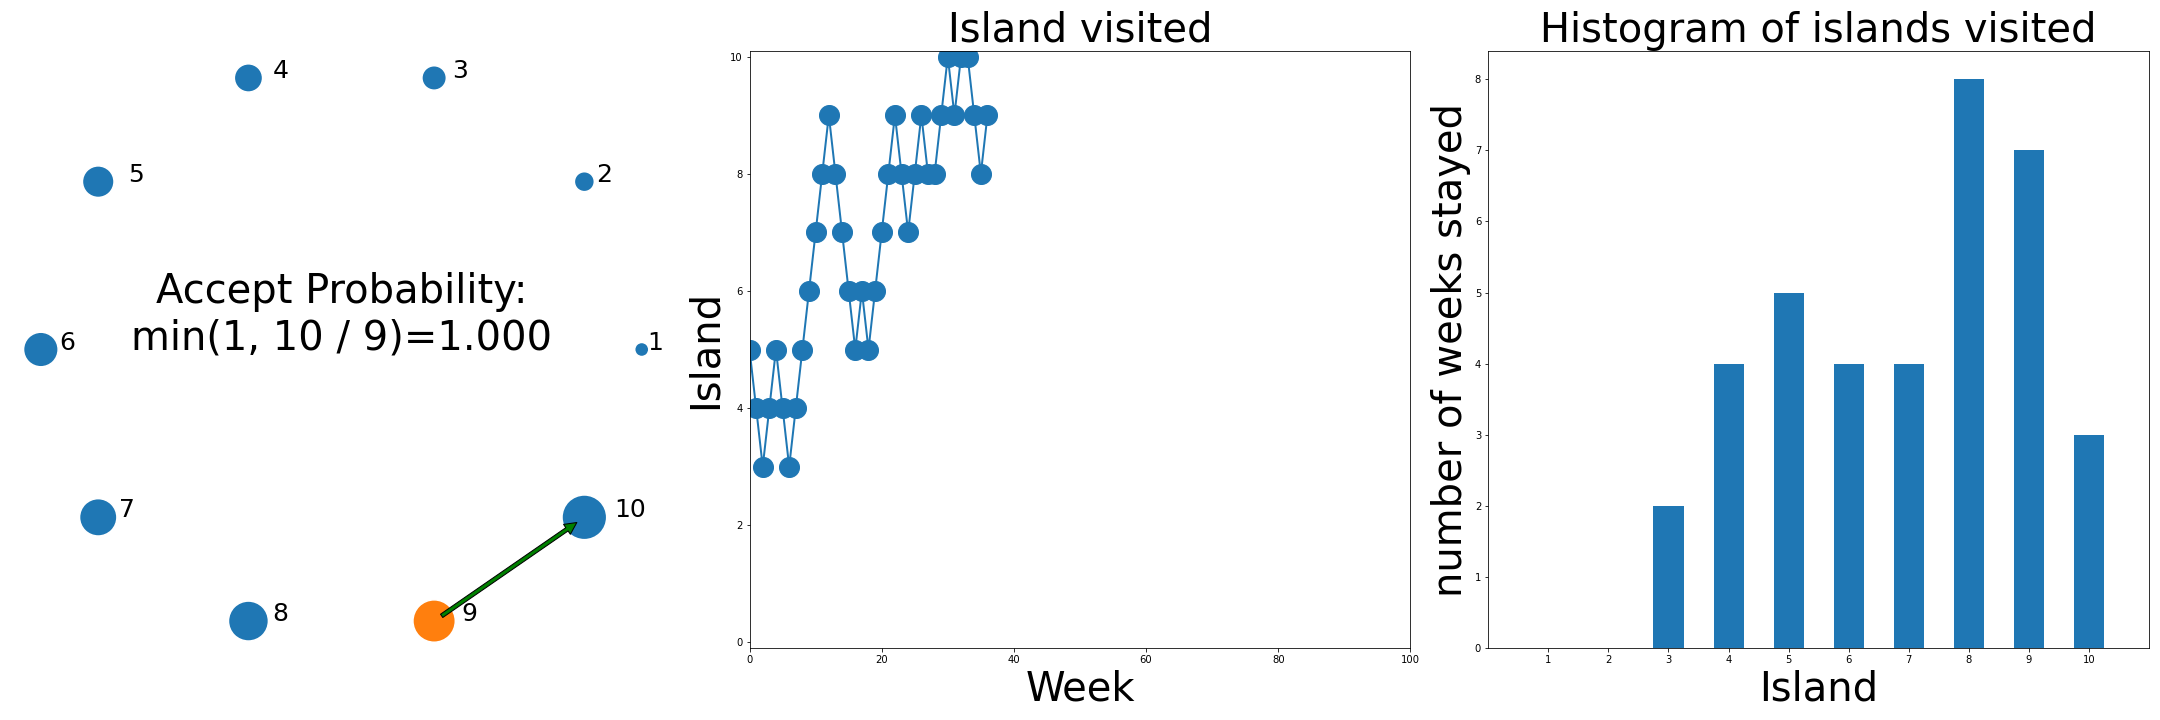 4
3
5
2
Accept Probability:
min(1, 10 / 9)=1.000
6
1
7
10
8
9
Island visited
10
8
6
4
2
0
Island
0 20 40 60 80 100
Week
Histogram of islands visited
8
7
6
5
4
3
2
1
0
number of weeks stayed
1 2 3 4 5 6 7 8 9 10
Island